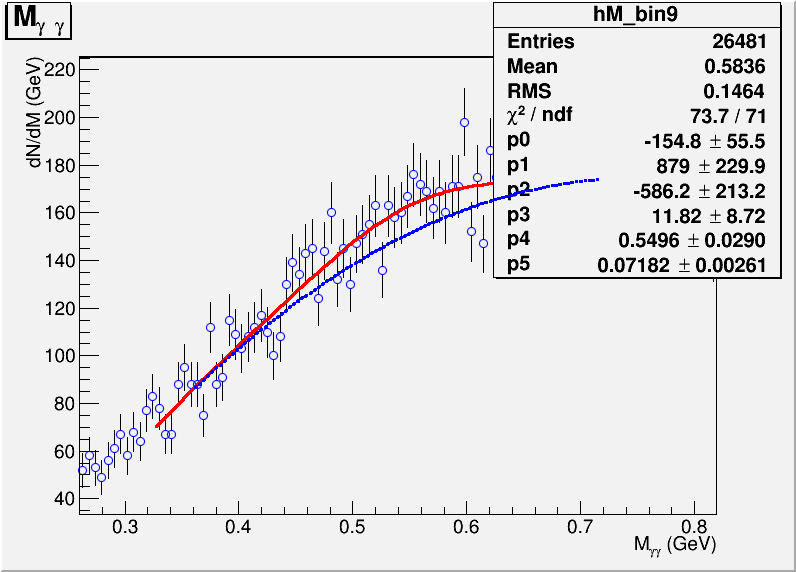 M_γγ
hM_bin9
Entries 26481
Mean 0.5836
RMS 0.1464
χ² / ndf 73.7 / 71
p0 -154.8 ± 55.5
p1 879 ± 229.9
p2 -586.2 ± 213.2
p3 11.82 ± 8.72
p4 0.5496 ± 0.0290
p5 0.07182 ± 0.00261
dN/dM (GeV)
220
200
180
160
140
120
100
80
60
40
0.3 0.4 0.5 0.6 0.7 0.8
M_γγ (GeV)